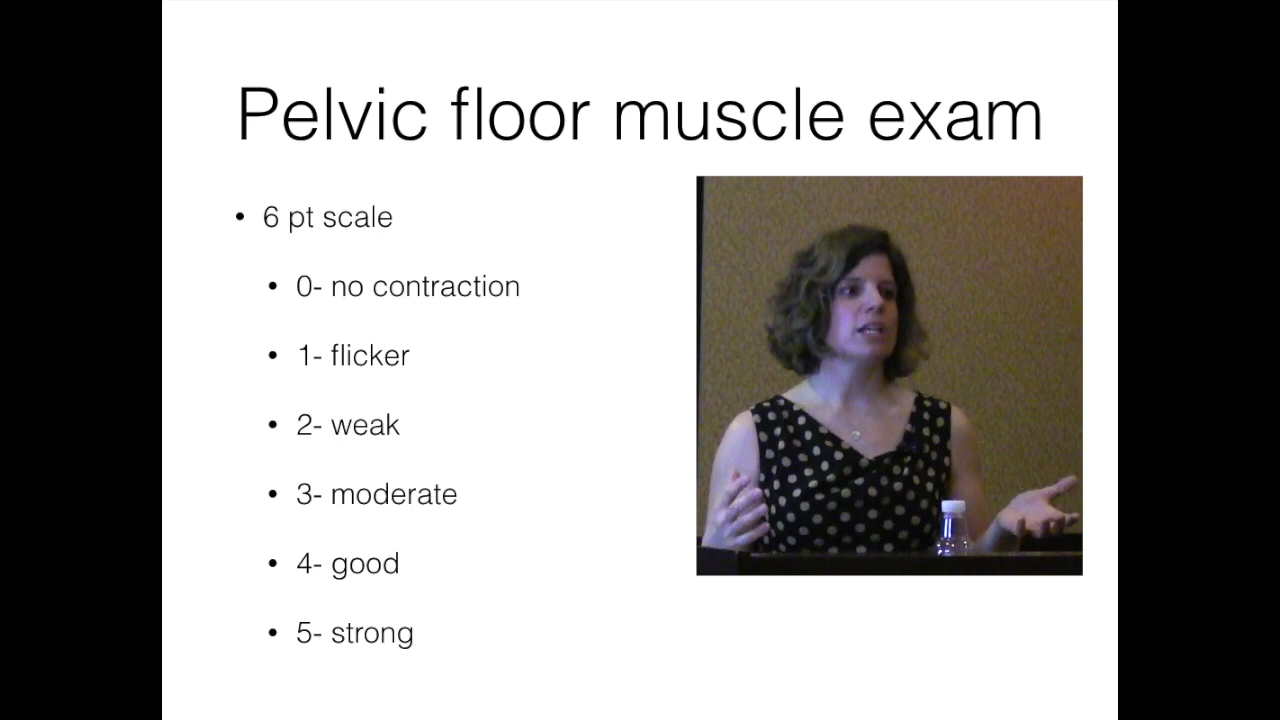 Pelvic floor muscle exam
• 6 pt scale
• 0- no contraction
• 1- flicker
• 2- weak
• 3- moderate
• 4- good
• 5- strong